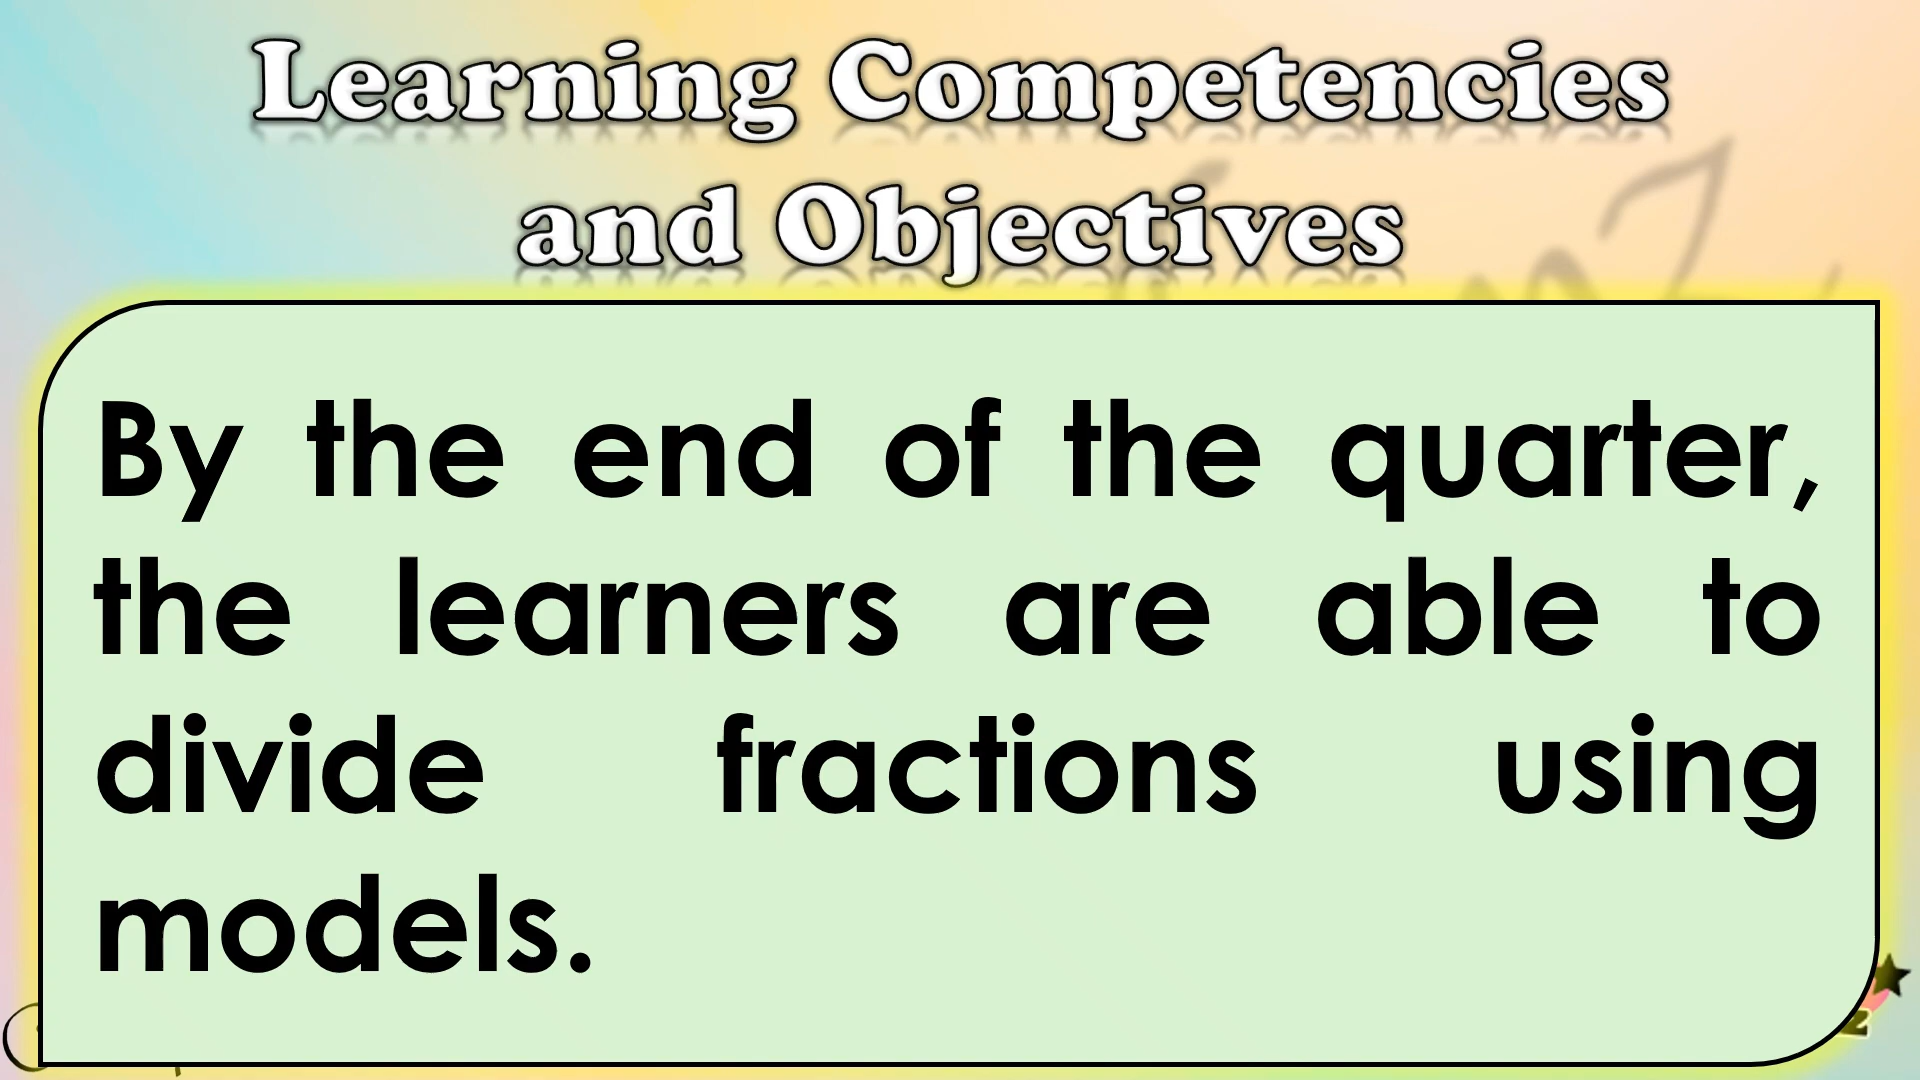 Learning Competencies
and Objectives
By the end of the quarter,
the learners are able to
divide fractions using
models.